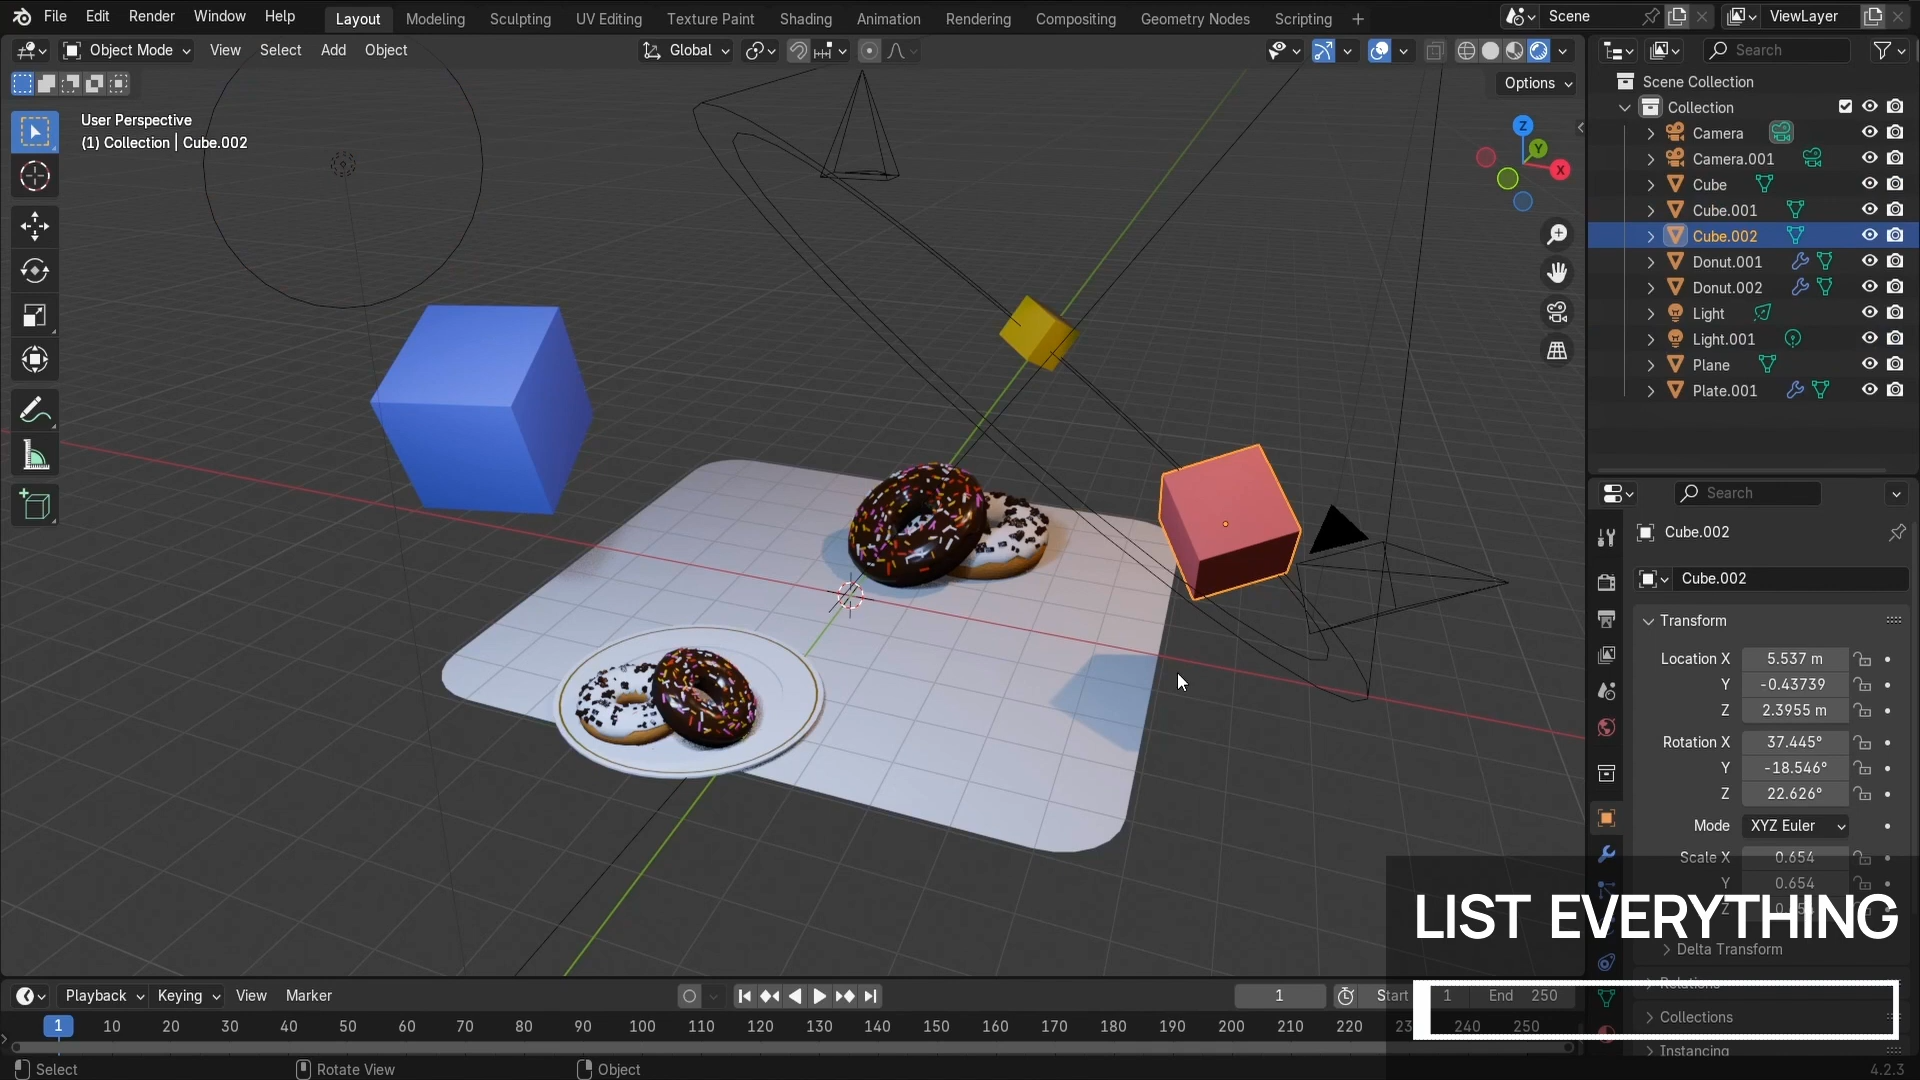 File Edit Render Window Help Layout Modeling Sculpting UV Editing Texture Paint Shading Animation Rendering Compositing Geometry Nodes Scripting + Scene ViewLayer
Object Mode View Select Add Object Global Search
Options
User Perspective
(1) Collection | Cube.002
Z
Y
X
Scene Collection
Collection
Camera
Camera.001
Cube
Cube.001
Cube.002
Donut.001
Donut.002
Light
Light.001
Plane
Plate.001
Search
Cube.002
Cube.002
Transform
Location X 5.537 m
Y -0.43739
Z 2.3955 m
Rotation X 37.445°
Y -18.546°
Z 22.626°
Mode XYZ Euler
Scale X 0.654
Y 0.654
Z
LIST EVERYTHING
Delta Transform
Relations
Collections
Instancing
Playback Keying View Marker 1 Start 1 End 250
1 10 20 30 40 50 60 70 80 90 100 110 120 130 140 150 160 170 180 190 200 210 220 240 250
Select Rotate View Object 4.2.3